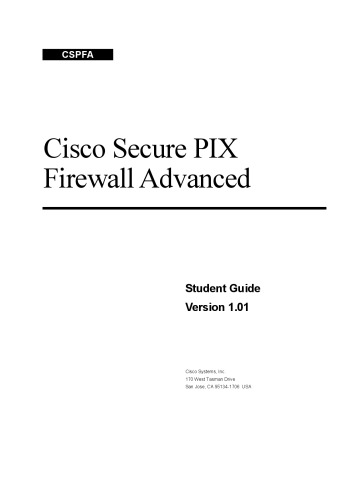 CSPFA
Cisco Secure PIX
Firewall Advanced
Student Guide
Version 1.01
Cisco Systems, Inc.
170 West Tasman Drive
San Jose, CA 95134-1706 USA